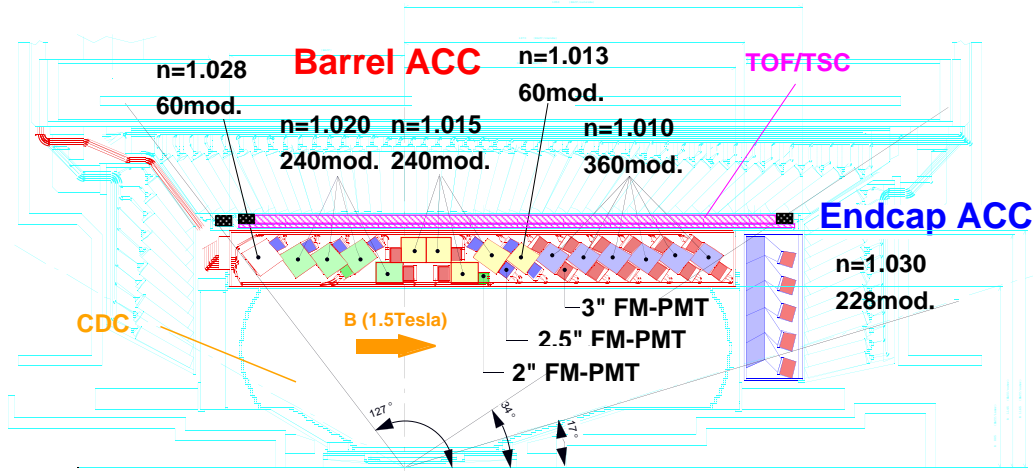 Barrel ACC
n=1.028
60mod.
n=1.013
60mod.
TOF/TSC
n=1.020
240mod.
n=1.015
240mod.
n=1.010
360mod.
Endcap ACC
n=1.030
228mod.
3" FM-PMT
2.5" FM-PMT
2" FM-PMT
CDC
B (1.5Tesla)
127°
34°
17°